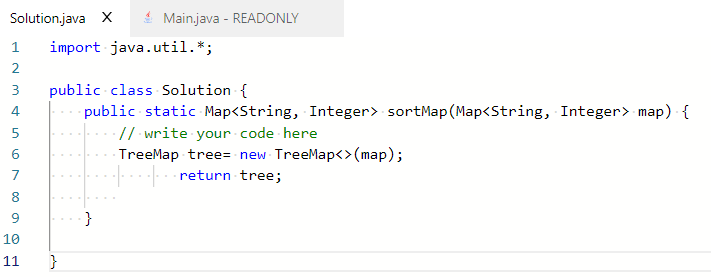 Solution.java X Main.java - READONLY
1 import java.util.*;
2
3 public class Solution {
4 public static Map<String, Integer> sortMap(Map<String, Integer> map) {
5 // write your code here
6 TreeMap tree= new TreeMap<>(map);
7 return tree;
8
9 }
10
11 }